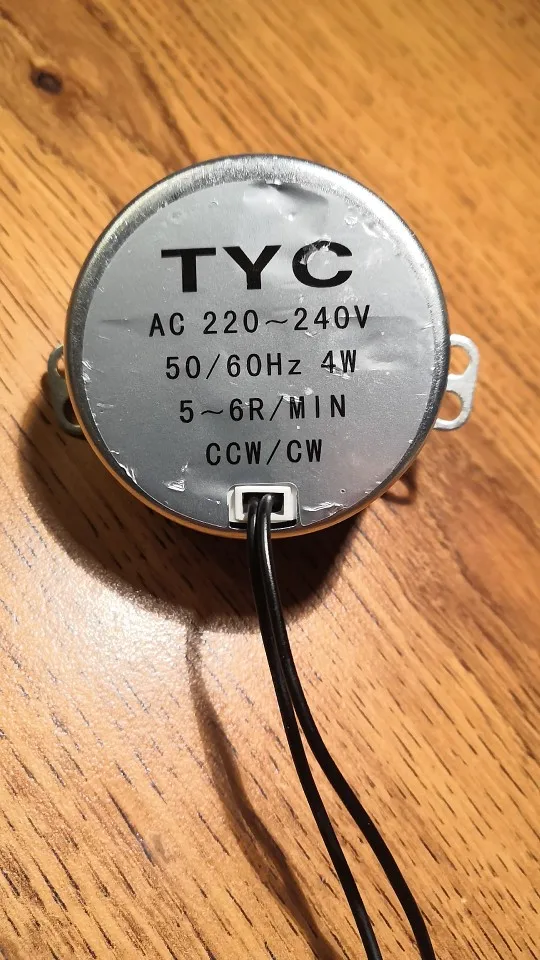 TYC
AC 220~240V
50/60Hz 4W
5~6R/MIN
CCW/CW